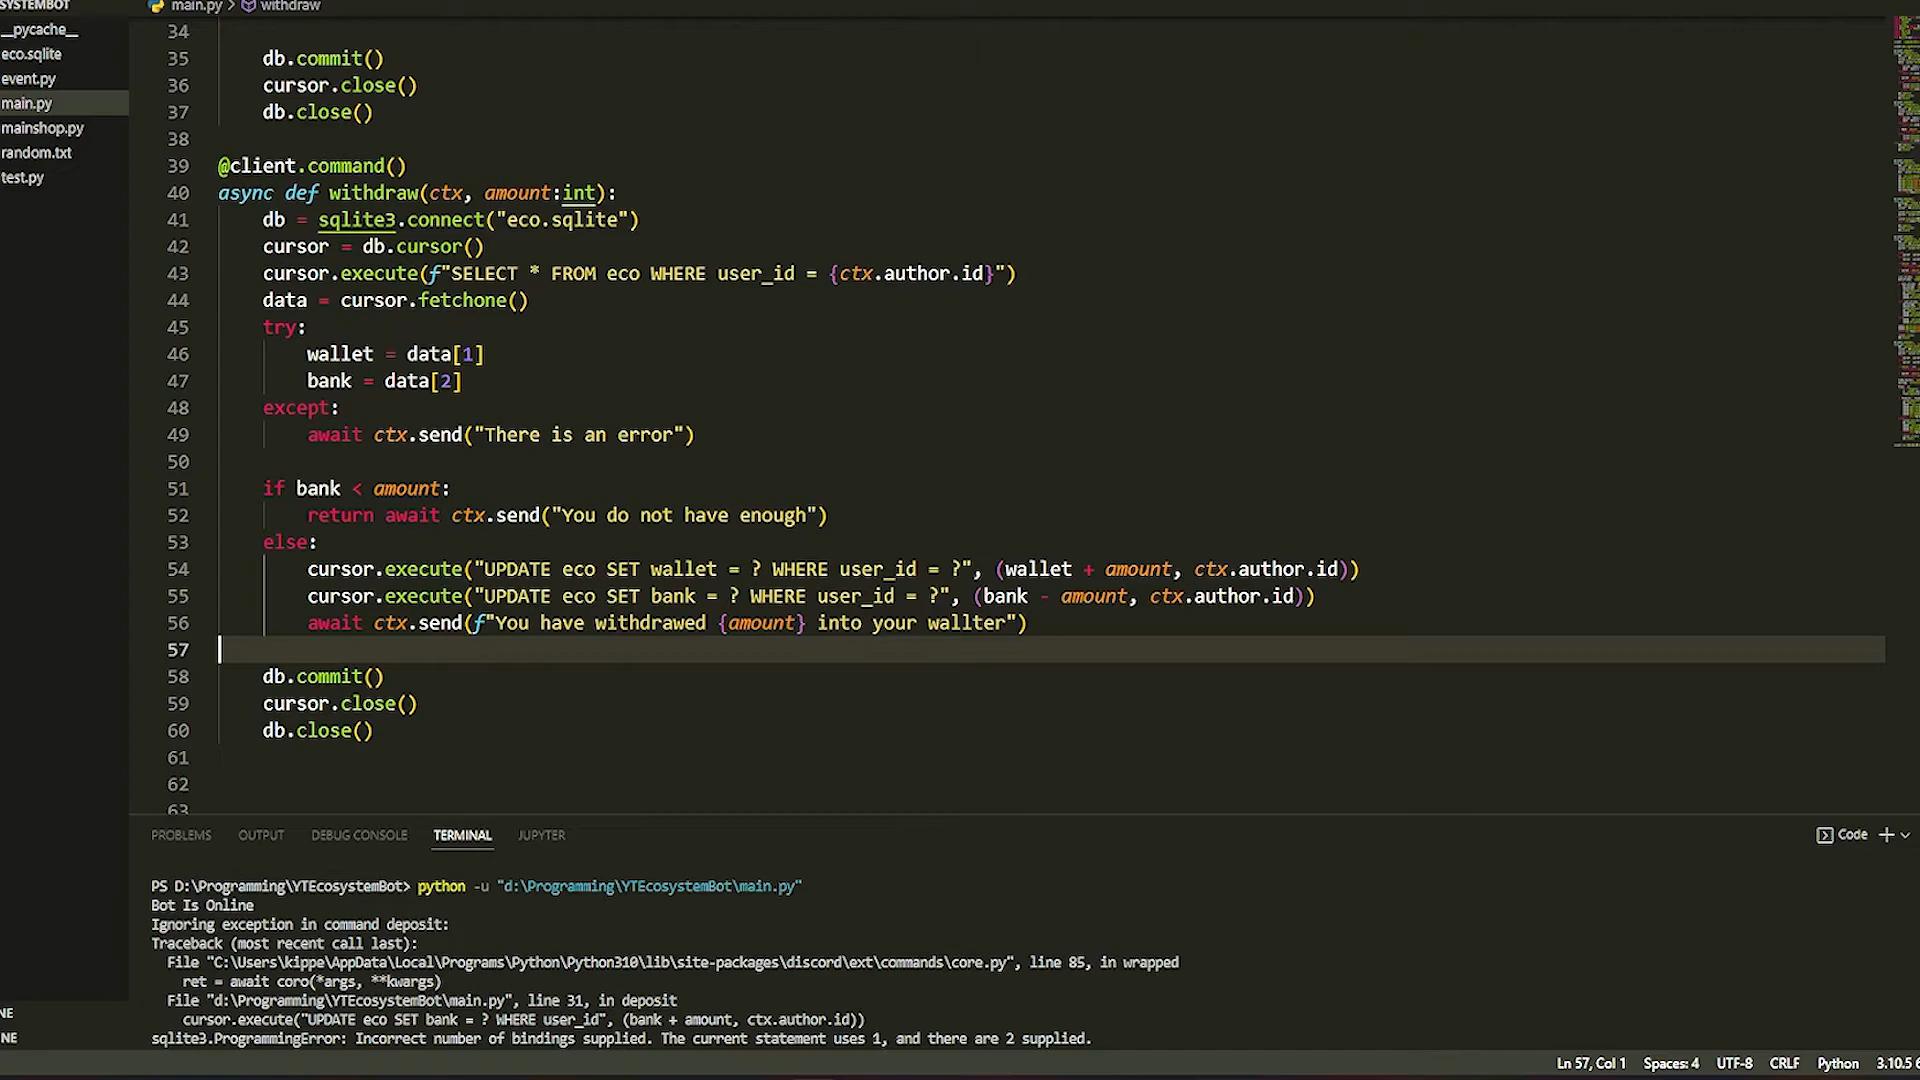 SYSTEMBOT
__pycache__
eco.sqlite
event.py
main.py
mainshop.py
random.txt
test.py
NE
NE
main.py > withdraw
34
35 db.commit()
36 cursor.close()
37 db.close()
38
39 @client.command()
40 async def withdraw(ctx, amount:int):
41 db = sqlite3.connect("eco.sqlite")
42 cursor = db.cursor()
43 cursor.execute(f"SELECT * FROM eco WHERE user_id = {ctx.author.id}")
44 data = cursor.fetchone()
45 try:
46 wallet = data[1]
47 bank = data[2]
48 except:
49 await ctx.send("There is an error")
50
51 if bank < amount:
52 return await ctx.send("You do not have enough")
53 else:
54 cursor.execute("UPDATE eco SET wallet = ? WHERE user_id = ?", (wallet + amount, ctx.author.id))
55 cursor.execute("UPDATE eco SET bank = ? WHERE user_id = ?", (bank - amount, ctx.author.id))
56 await ctx.send(f"You have withdrawed {amount} into your wallter")
57
58 db.commit()
59 cursor.close()
60 db.close()
61
62
63
PROBLEMS OUTPUT DEBUG CONSOLE TERMINAL JUPYTER Code
PS D:\Programming\YTEcosystemBot> python -u "d:\Programming\YTEcosystemBot\main.py"
Bot Is Online
Ignoring exception in command deposit:
Traceback (most recent call last):
File "C:\Users\kippe\AppData\Local\Programs\Python\Python310\lib\site-packages\discord\ext\commands\core.py", line 85, in wrapped
ret = await coro(*args, **kwargs)
File "d:\Programming\YTEcosystemBot\main.py", line 31, in deposit
cursor.execute("UPDATE eco SET bank = ? WHERE user_id", (bank + amount, ctx.author.id))
sqlite3.ProgrammingError: Incorrect number of bindings supplied. The current statement uses 1, and there are 2 supplied.
Ln 57, Col 1 Spaces: 4 UTF-8 CRLF Python 3.10.5 6